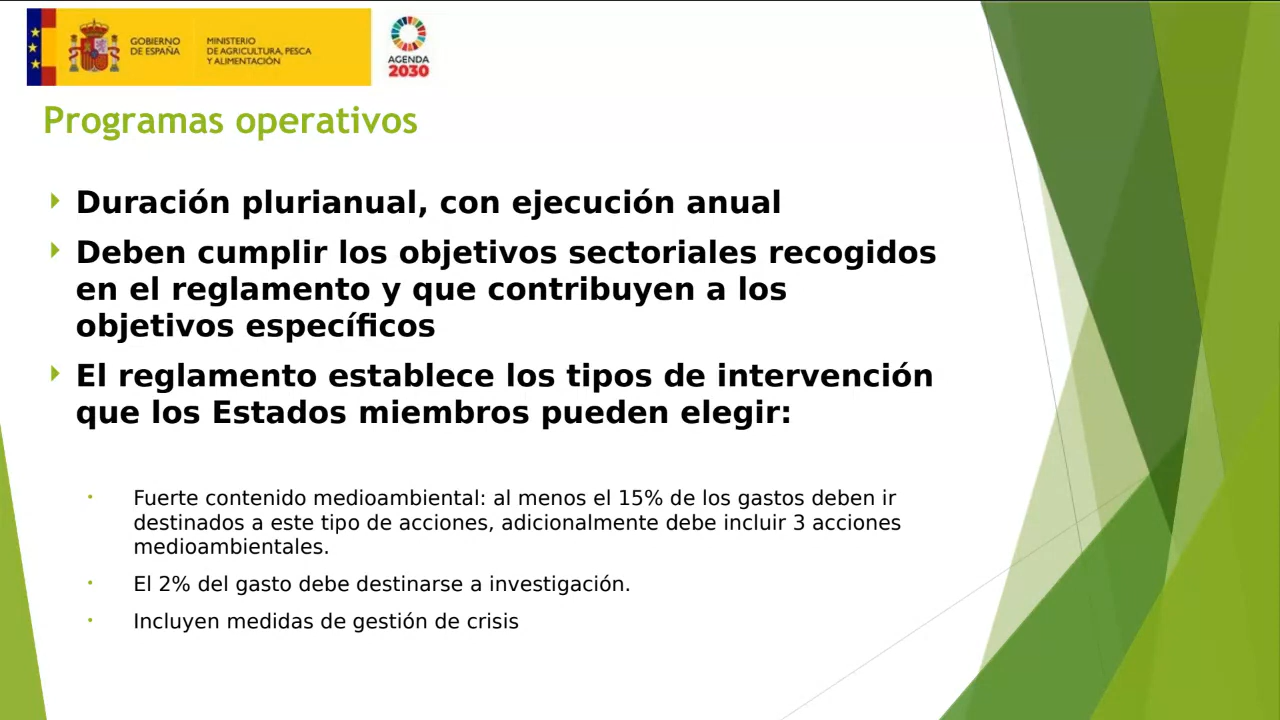 GOBIERNO
DE ESPAÑA
MINISTERIO
DE AGRICULTURA, PESCA
Y ALIMENTACIÓN
AGENDA
2030
Programas operativos
Duración plurianual, con ejecución anual
Deben cumplir los objetivos sectoriales recogidos
en el reglamento y que contribuyen a los
objetivos específicos
El reglamento establece los tipos de intervención
que los Estados miembros pueden elegir:
Fuerte contenido medioambiental: al menos el 15% de los gastos deben ir
destinados a este tipo de acciones, adicionalmente debe incluir 3 acciones
medioambientales.
El 2% del gasto debe destinarse a investigación.
Incluyen medidas de gestión de crisis